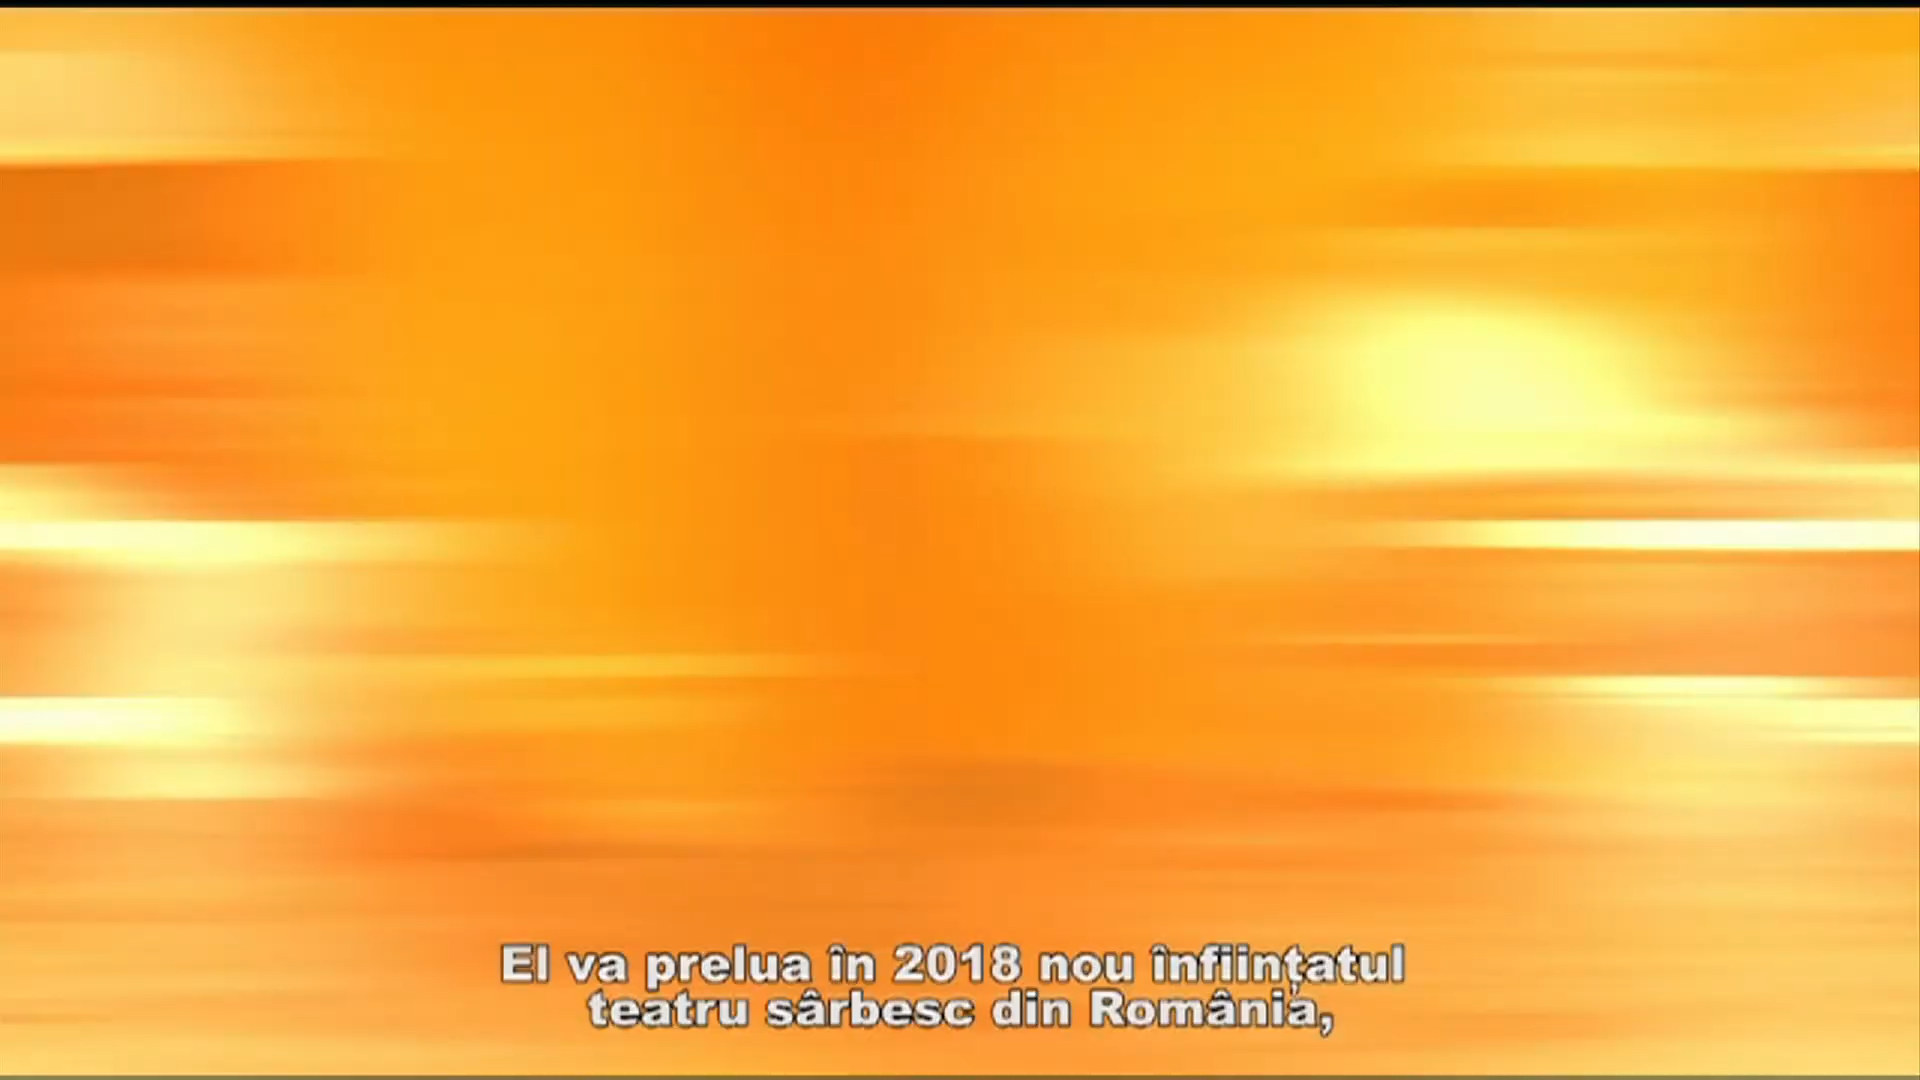 El va prelua în 2018 nou înființatul
teatru sârbesc din România,